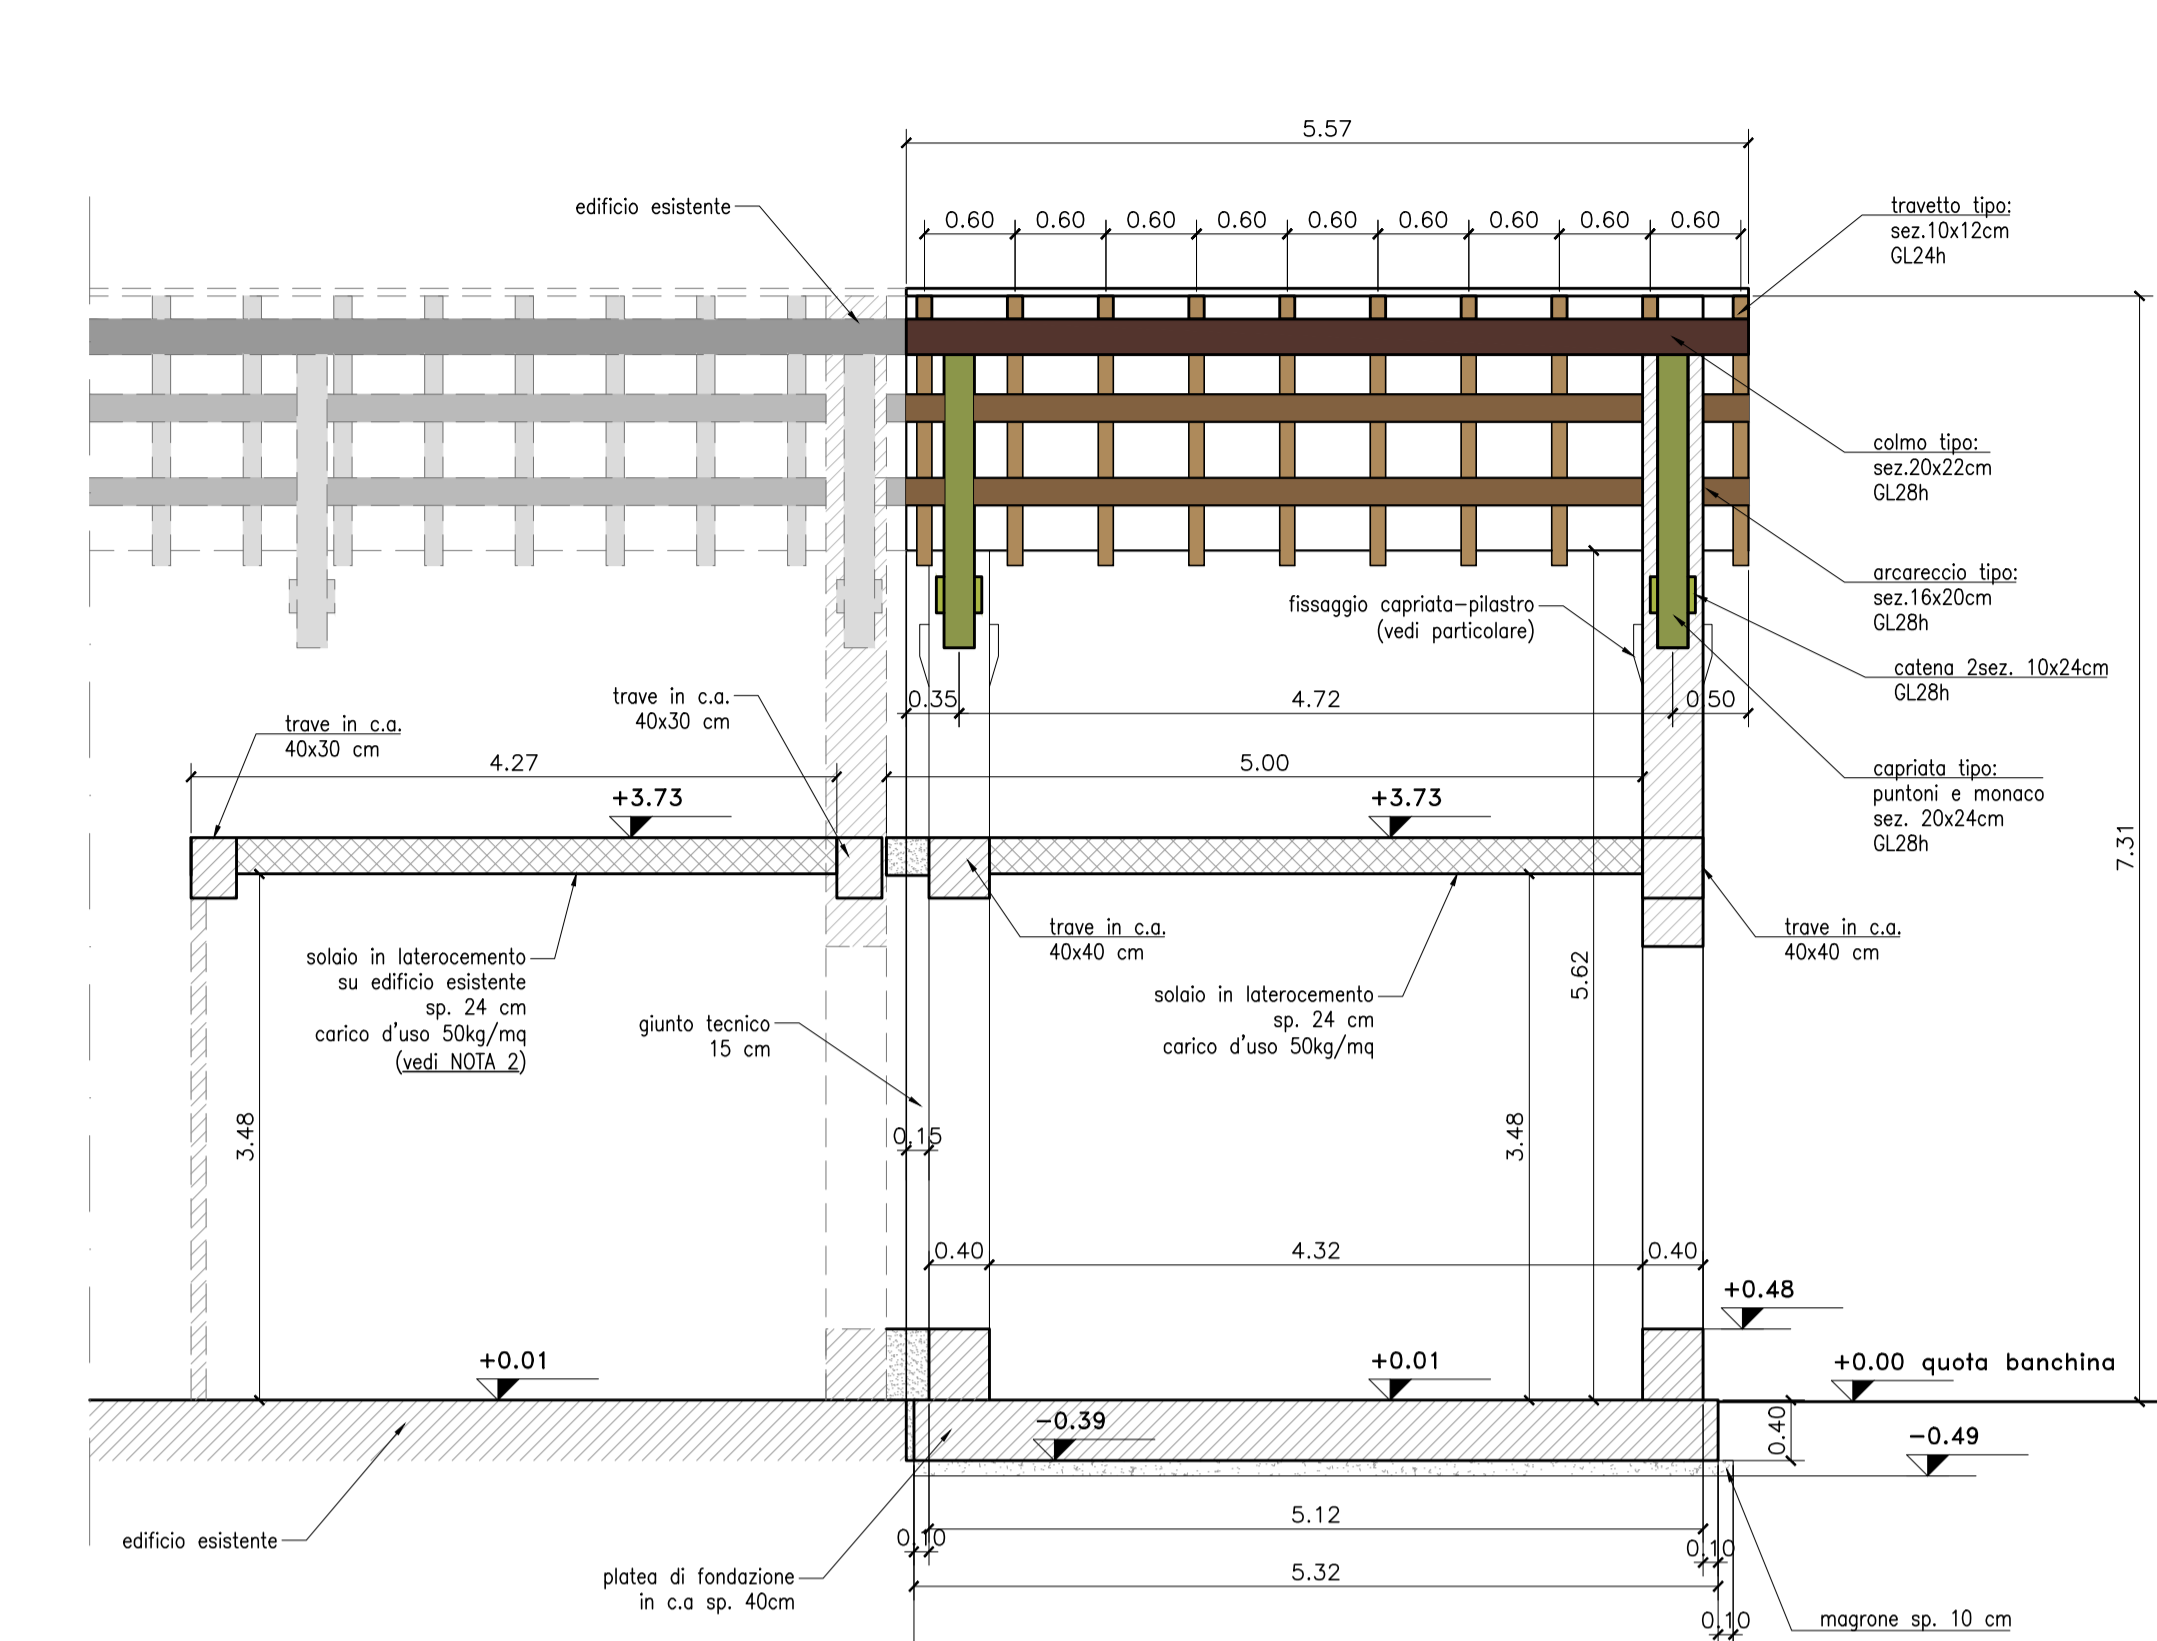 5.57
edificio esistente
0.60 0.60 0.60 0.60 0.60 0.60 0.60 0.60 0.60
travetto tipo:
sez.10x12cm
GL24h
colmo tipo:
sez.20x22cm
GL28h
arcareccio tipo:
sez.16x20cm
GL28h
fissaggio capriata-pilastro
(vedi particolare)
catena 2sez. 10x24cm
GL28h
0.35 4.72 0.50
trave in c.a.
40x30 cm
trave in c.a.
40x30 cm
4.27 5.00
capriata tipo:
puntoni e monaco
sez. 20x24cm
GL28h
+3.73 +3.73
7.31
trave in c.a.
40x40 cm
trave in c.a.
40x40 cm
solaio in laterocemento
su edificio esistente
sp. 24 cm
carico d'uso 50kg/mq
(vedi NOTA 2)
solaio in laterocemento
sp. 24 cm
carico d'uso 50kg/mq
5.62
giunto tecnico
15 cm
3.48
0.15
3.48
0.40 4.32 0.40
+0.48
+0.01 +0.01
+0.00 quota banchina
-0.39
0.40
-0.49
5.12
edificio esistente
0.10
0.10
platea di fondazione
in c.a sp. 40cm
5.32
0.10
magrone sp. 10 cm